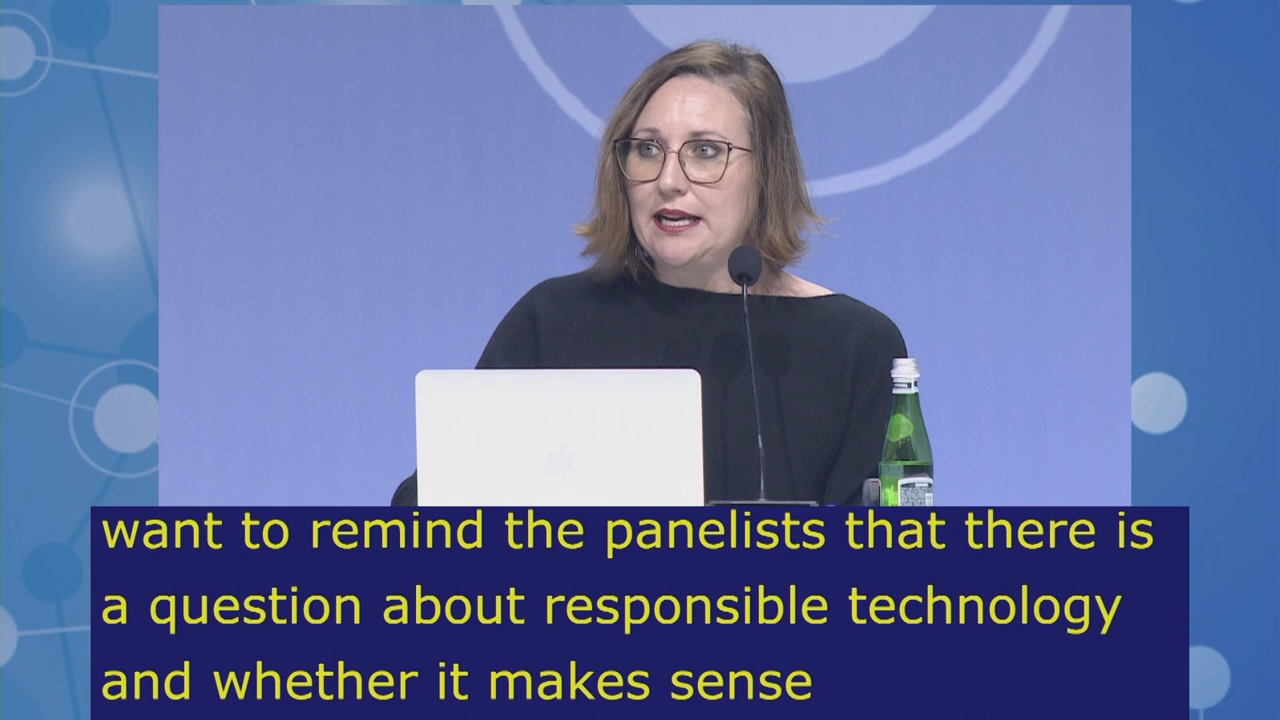 want to remind the panelists that there is
a question about responsible technology
and whether it makes sense